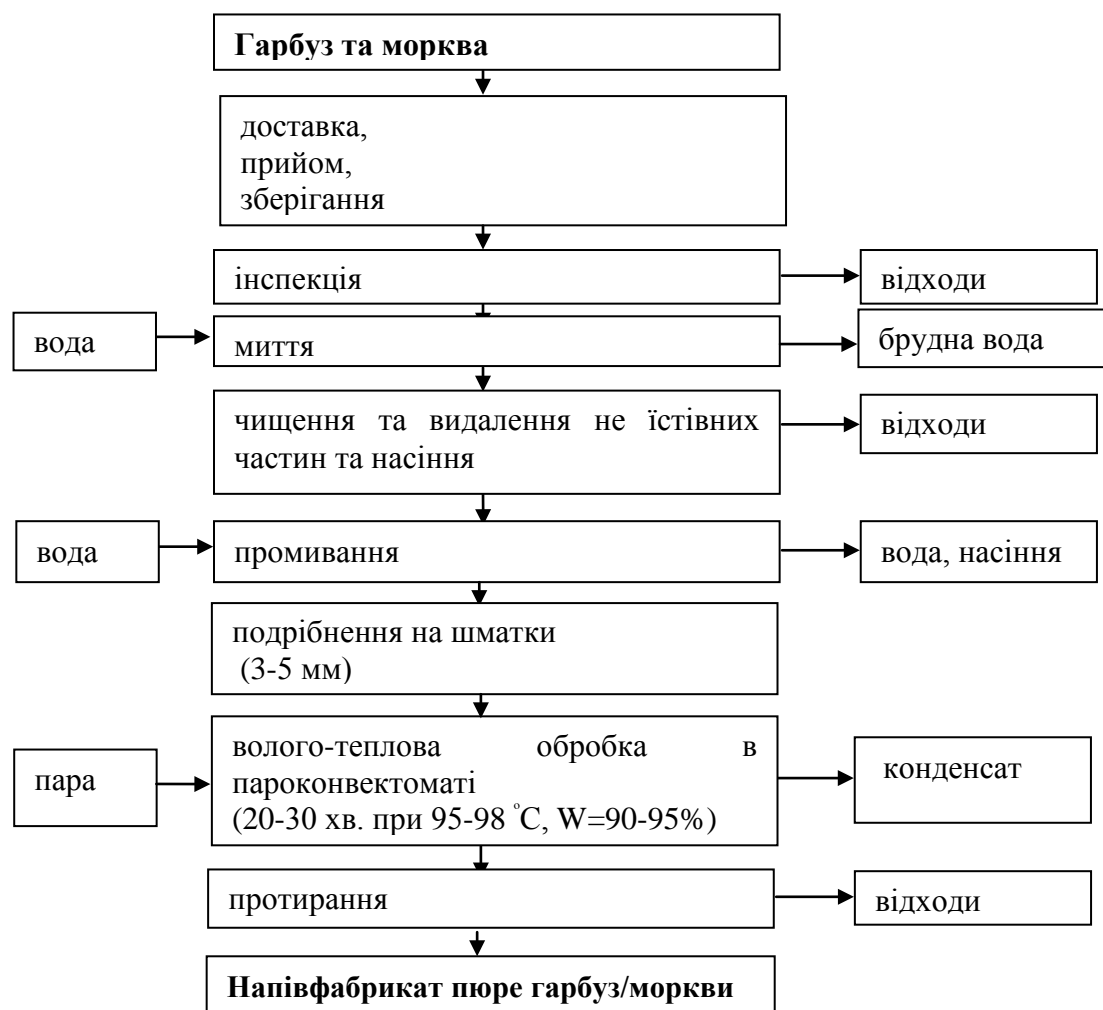 Гарбуз та морква
доставка,
прийом,
зберігання
інспекція
відходи
вода
миття
брудна вода
чищення та видалення не їстівних
частин та насіння
відходи
вода
промивання
вода, насіння
подрібнення на шматки
(3-5 мм)
пара
волого-теплова обробка в
пароконвектоматі
(20-30 хв. при 95-98 °С, W=90-95%)
конденсат
протирання
відходи
Напівфабрикат пюре гарбуз/моркви